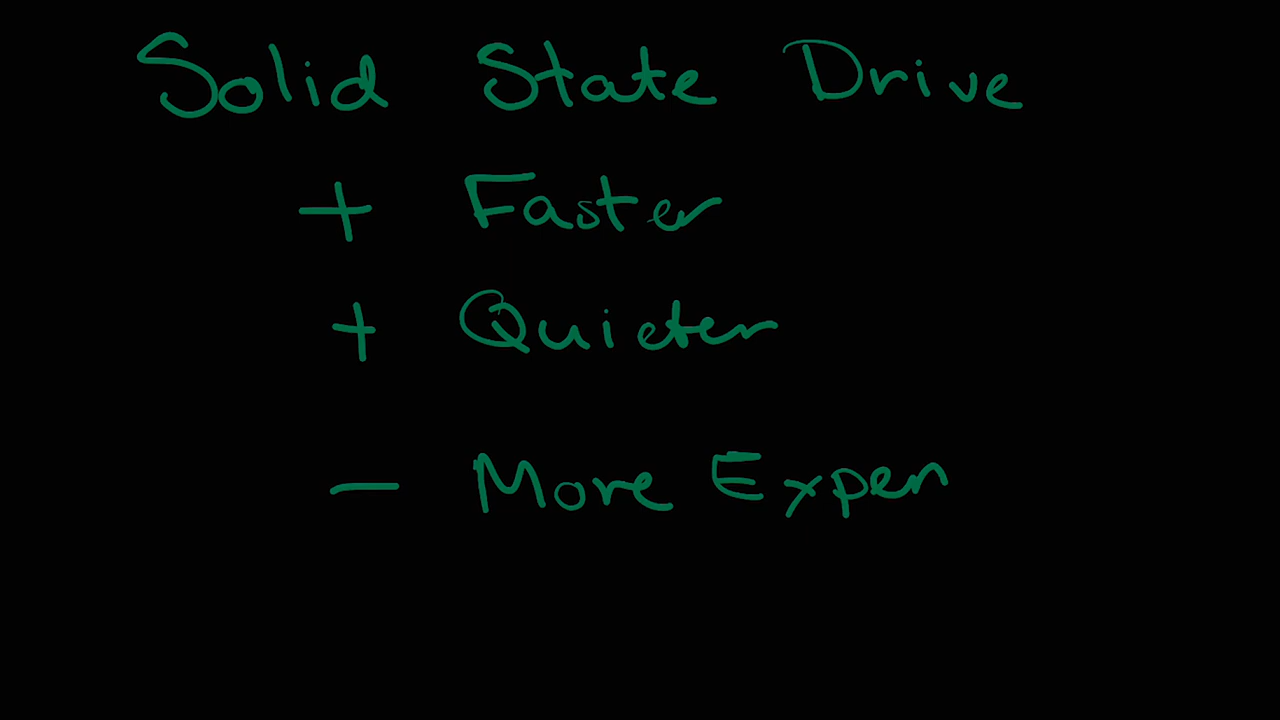 Solid State Drive
+ Faster
+ Quieter
- More Expen